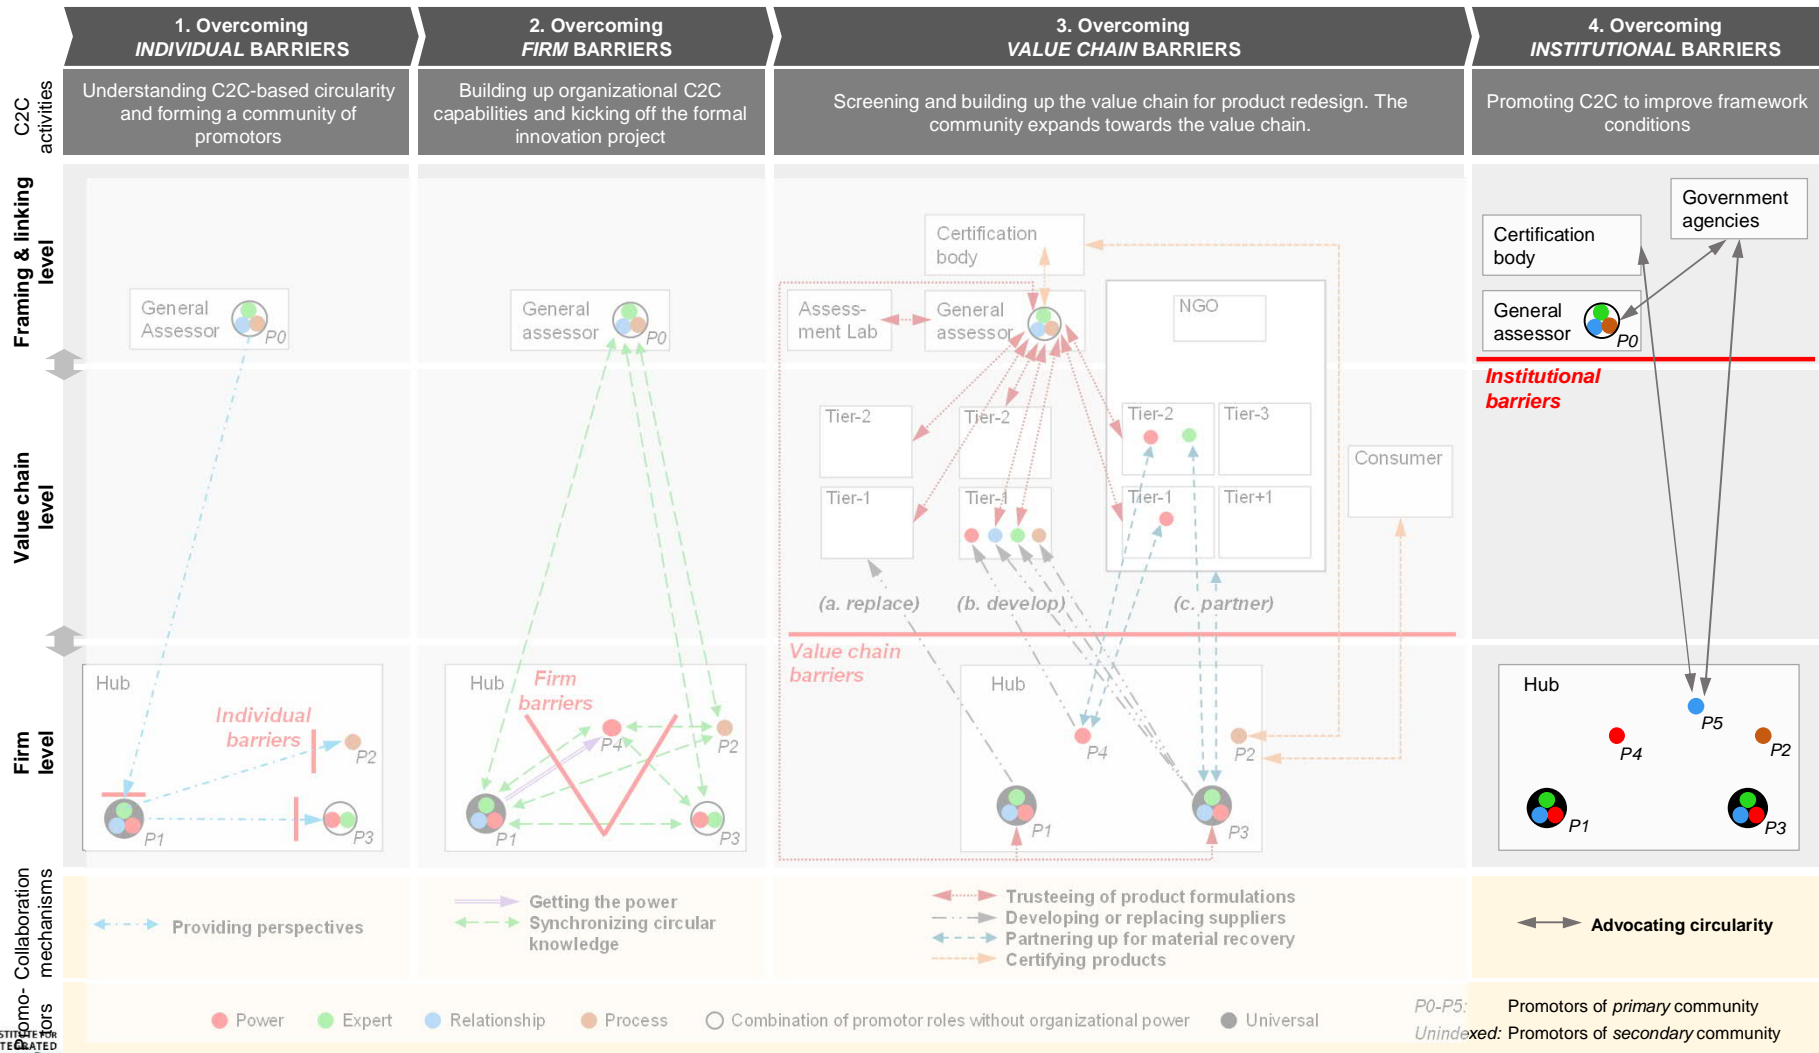 1. Overcoming
INDIVIDUAL BARRIERS
2. Overcoming
FIRM BARRIERS
3. Overcoming
VALUE CHAIN BARRIERS
4. Overcoming
INSTITUTIONAL BARRIERS
C2C
activities
Understanding C2C-based circularity
and forming a community of
promotors
Building up organizational C2C
capabilities and kicking off the formal
innovation project
Screening and building up the value chain for product redesign. The
community expands towards the value chain.
Promoting C2C to improve framework
conditions
Framing & linking
level
General
Assessor
P0
General
assessor
P0
Certification
body
Assess-
ment Lab
General
assessor
NGO
Government
agencies
Certification
body
General
assessor
P0
Institutional
barriers
Value chain
level
Tier-2
Tier-1
Tier-2
Tier-1
Tier-2
Tier-3
Tier-1
Tier+1
Consumer
(a. replace)
(b. develop)
(c. partner)
Value chain
barriers
Firm
level
Hub
Individual
barriers
P2
P1
P3
Hub
Firm
barriers
P4
P2
P1
P3
Hub
P4
P2
P1
P3
Hub
P5
P4
P2
P1
P3
Collaboration
mechanisms
Providing perspectives
Getting the power
Synchronizing circular
knowledge
Trusteeing of product formulations
Developing or replacing suppliers
Partnering up for material recovery
Certifying products
Advocating circularity
Promo-
tors
Power
Expert
Relationship
Process
Combination of promotor roles without organizational power
Universal
P0-P5: Promotors of primary community
Unindexed: Promotors of secondary community